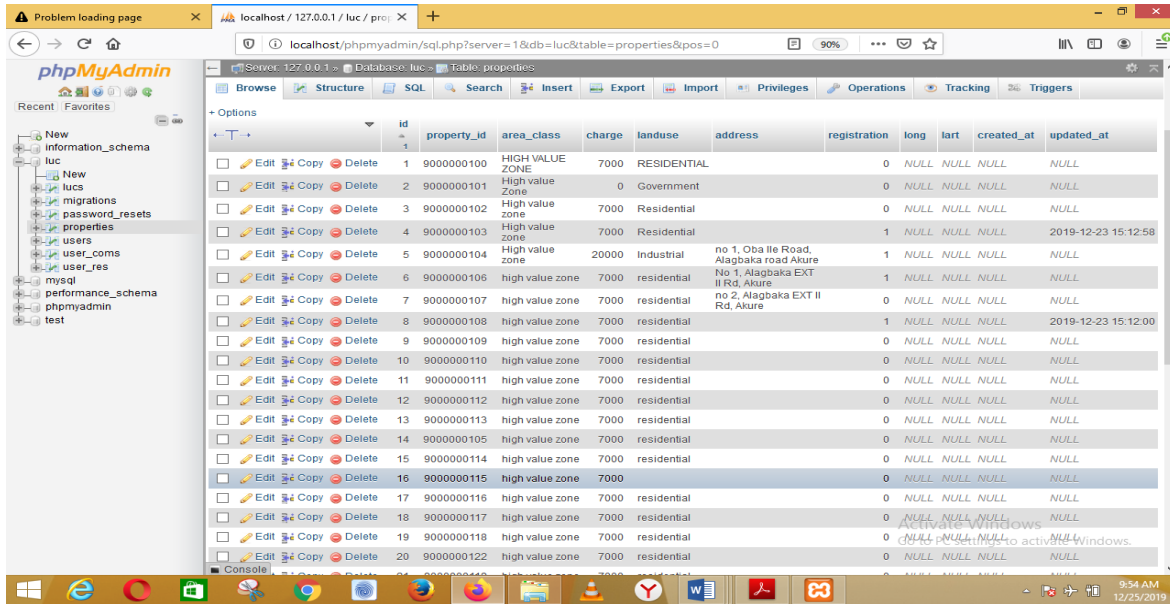 Problem loading page
localhost / 127.0.0.1 / luc / prop
localhost/phpmyadmin/sql.php?server=1&db=luc&table=properties&pos=0
90%
phpMyAdmin
Recent Favorites
New
information_schema
luc
New
lucs
migrations
password_resets
properties
users
user_coms
user_res
mysql
performance_schema
phpmyadmin
test
Server: 127.0.0.1 » Database: luc » Table: properties
Browse Structure SQL Search Insert Export Import Privileges Operations Tracking Triggers
+ Options
←T→ id 1 property_id area_class charge landuse address registration long lart created_at updated_at
Edit Copy Delete 1 9000000100 HIGH VALUE ZONE 7000 RESIDENTIAL 0 NULL NULL NULL NULL
Edit Copy Delete 2 9000000101 High value Zone 0 Government 0 NULL NULL NULL NULL
Edit Copy Delete 3 9000000102 High value zone 7000 Residential 0 NULL NULL NULL NULL
Edit Copy Delete 4 9000000103 High value zone 7000 Residential 1 NULL NULL NULL 2019-12-23 15:12:58
Edit Copy Delete 5 9000000104 High value zone 20000 Industrial no 1, Oba Ile Road, Alagbaka road Akure 1 NULL NULL NULL NULL
Edit Copy Delete 6 9000000106 high value zone 7000 residential No 1, Alagbaka EXT II Rd, Akure 1 NULL NULL NULL NULL
Edit Copy Delete 7 9000000107 high value zone 7000 residential no 2, Alagbaka EXT II Rd, Akure 0 NULL NULL NULL NULL
Edit Copy Delete 8 9000000108 high value zone 7000 residential 1 NULL NULL NULL 2019-12-23 15:12:00
Edit Copy Delete 9 9000000109 high value zone 7000 residential 0 NULL NULL NULL NULL
Edit Copy Delete 10 9000000110 high value zone 7000 residential 0 NULL NULL NULL NULL
Edit Copy Delete 11 9000000111 high value zone 7000 residential 0 NULL NULL NULL NULL
Edit Copy Delete 12 9000000112 high value zone 7000 residential 0 NULL NULL NULL NULL
Edit Copy Delete 13 9000000113 high value zone 7000 residential 0 NULL NULL NULL NULL
Edit Copy Delete 14 9000000105 high value zone 7000 residential 0 NULL NULL NULL NULL
Edit Copy Delete 15 9000000114 high value zone 7000 residential 0 NULL NULL NULL NULL
Edit Copy Delete 16 9000000115 high value zone 7000 0 NULL NULL NULL NULL
Edit Copy Delete 17 9000000116 high value zone 7000 residential 0 NULL NULL NULL NULL
Edit Copy Delete 18 9000000117 high value zone 7000 residential 0 NULL NULL NULL NULL
Edit Copy Delete 19 9000000118 high value zone 7000 residential 0 NULL NULL NULL NULL
Edit Copy Delete 20 9000000122 high value zone 7000 residential 0 NULL NULL NULL NULL
Activate Windows
Go to PC settings to activate Windows.
Console
9:54 AM
12/25/2019